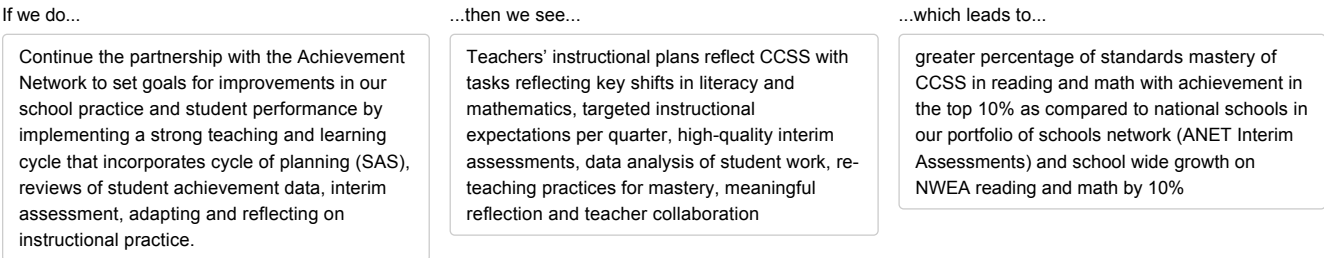 If we do...
Continue the partnership with the Achievement
Network to set goals for improvements in our
school practice and student performance by
implementing a strong teaching and learning
cycle that incorporates cycle of planning (SAS),
reviews of student achievement data, interim
assessment, adapting and reflecting on
instructional practice.
...then we see...
Teachers’ instructional plans reflect CCSS with
tasks reflecting key shifts in literacy and
mathematics, targeted instructional
expectations per quarter, high-quality interim
assessments, data analysis of student work, re-
teaching practices for mastery, meaningful
reflection and teacher collaboration
...which leads to...
greater percentage of standards mastery of
CCSS in reading and math with achievement in
the top 10% as compared to national schools in
our portfolio of schools network (ANET Interim
Assessments) and school wide growth on
NWEA reading and math by 10%